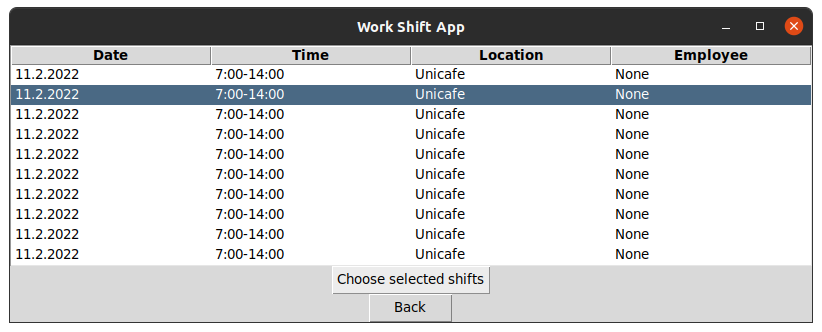 Work Shift App
Date Time Location Employee
11.2.2022 7:00-14:00 Unicafe None
11.2.2022 7:00-14:00 Unicafe None
11.2.2022 7:00-14:00 Unicafe None
11.2.2022 7:00-14:00 Unicafe None
11.2.2022 7:00-14:00 Unicafe None
11.2.2022 7:00-14:00 Unicafe None
11.2.2022 7:00-14:00 Unicafe None
11.2.2022 7:00-14:00 Unicafe None
11.2.2022 7:00-14:00 Unicafe None
11.2.2022 7:00-14:00 Unicafe None
Choose selected shifts
Back